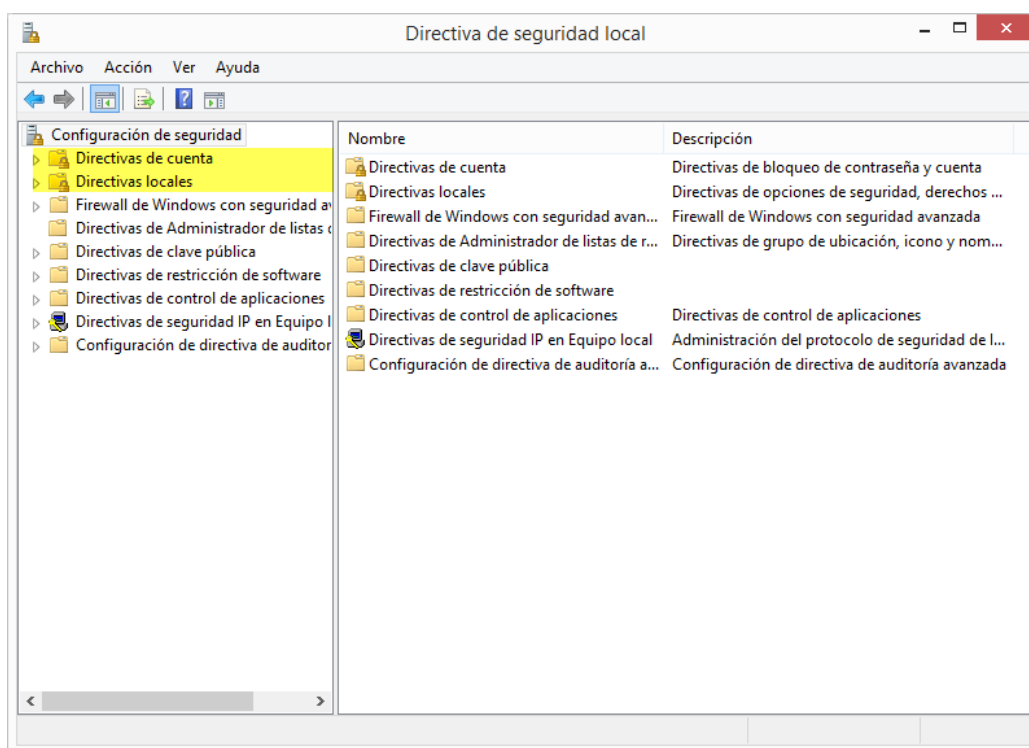 Directiva de seguridad local
Archivo Acción Ver Ayuda
Configuración de seguridad
Directivas de cuenta
Directivas locales
Firewall de Windows con seguridad
Directivas de Administrador de listas
Directivas de clave pública
Directivas de restricción de software
Directivas de control de aplicaciones
Directivas de seguridad IP en Equipo
Configuración de directiva de auditor
Nombre Descripción
Directivas de cuenta Directivas de bloqueo de contraseña y cuenta
Directivas locales Directivas de opciones de seguridad, derechos ...
Firewall de Windows con seguridad avan... Firewall de Windows con seguridad avanzada
Directivas de Administrador de listas de r... Directivas de grupo de ubicación, icono y nom...
Directivas de clave pública
Directivas de restricción de software
Directivas de control de aplicaciones Directivas de control de aplicaciones
Directivas de seguridad IP en Equipo local Administración del protocolo de seguridad de l...
Configuración de directiva de auditoría a... Configuración de directiva de auditoría avanzada